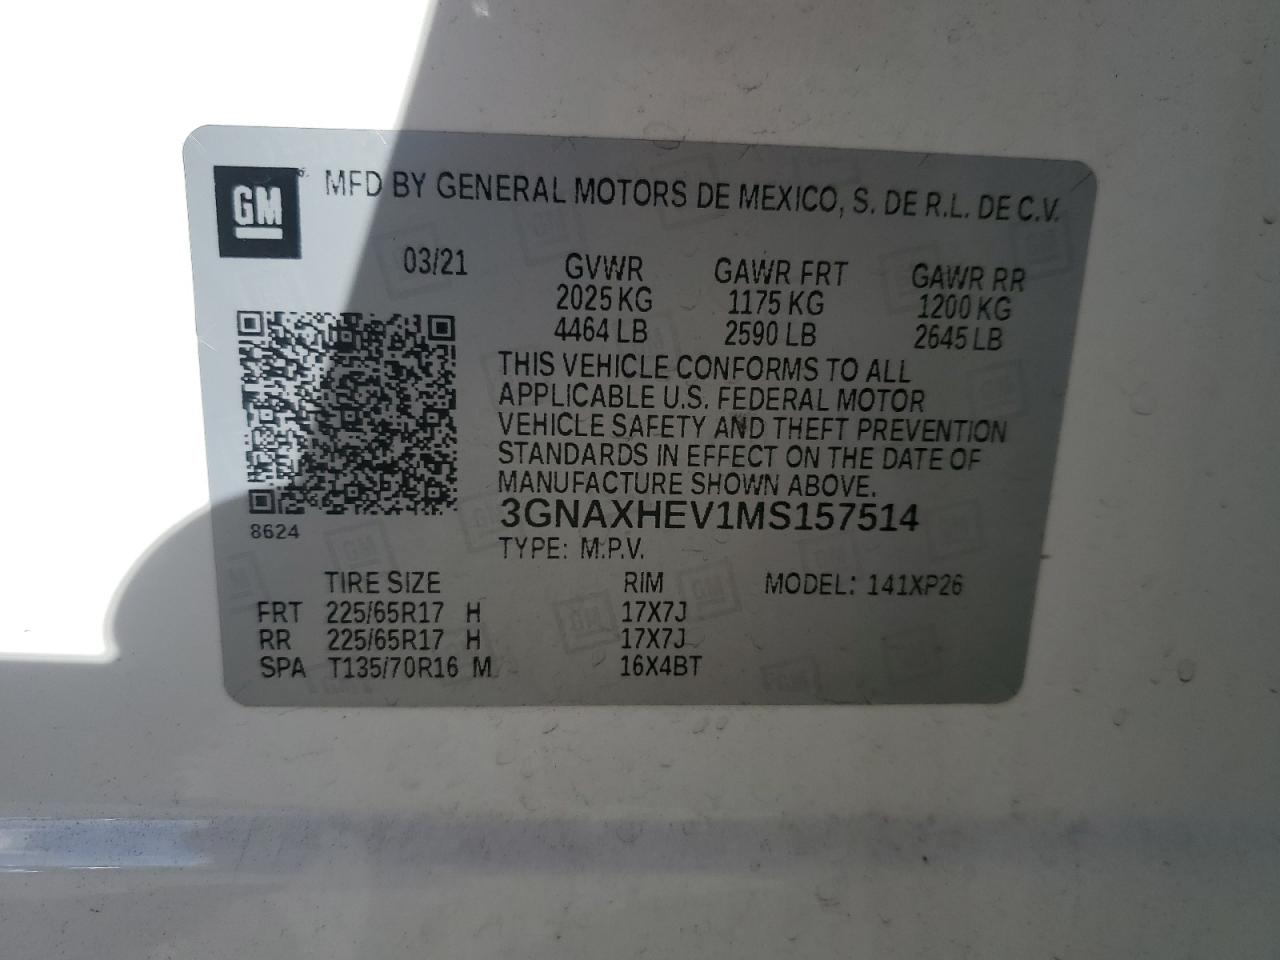 GM
MFD BY GENERAL MOTORS DE MEXICO, S. DE R.L. DE C.V.
03/21 GVWR GAWR FRT GAWR RR
2025 KG 1175 KG 1200 KG
4464 LB 2590 LB 2645 LB
THIS VEHICLE CONFORMS TO ALL
APPLICABLE U.S. FEDERAL MOTOR
VEHICLE SAFETY AND THEFT PREVENTION
STANDARDS IN EFFECT ON THE DATE OF
MANUFACTURE SHOWN ABOVE.
3GNAXHEV1MS157514
8624
TYPE: M.P.V.
TIRE SIZE RIM MODEL: 141XP26
FRT 225/65R17 H 17X7J
RR 225/65R17 H 17X7J
SPA T135/70R16 M 16X4BT